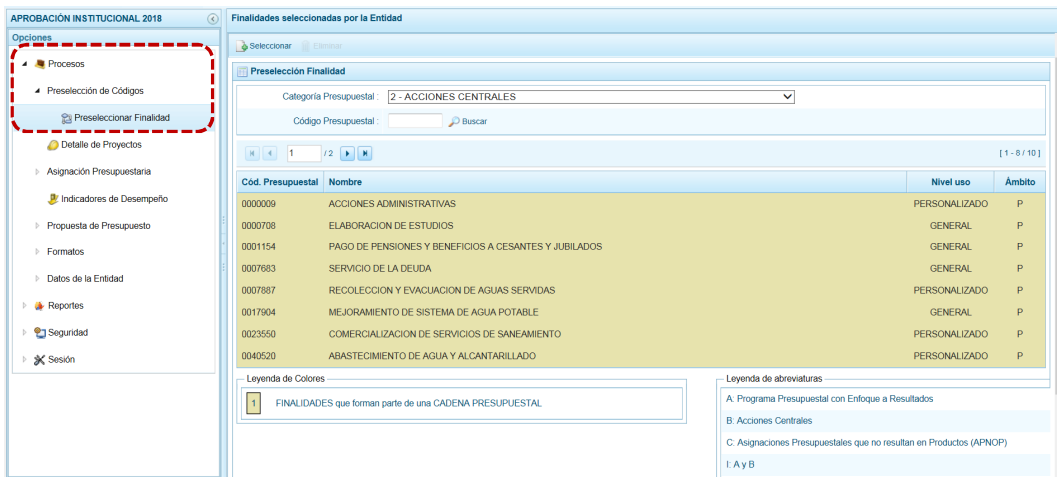 APROBACIÓN INSTITUCIONAL 2018
Opciones
Procesos
Preselección de Códigos
Preseleccionar Finalidad
Detalle de Proyectos
Asignación Presupuestaria
Indicadores de Desempeño
Propuesta de Presupuesto
Formatos
Datos de la Entidad
Reportes
Seguridad
Sesión
Finalidades seleccionadas por la Entidad
Seleccionar Eliminar
Preselección Finalidad
Categoría Presupuestal : 2 - ACCIONES CENTRALES
Código Presupuestal : Buscar
1 / 2 [ 1 - 8 / 10 ]
Cód. Presupuestal Nombre Nivel uso Ámbito
0000009 ACCIONES ADMINISTRATIVAS PERSONALIZADO P
0000708 ELABORACION DE ESTUDIOS GENERAL P
0001154 PAGO DE PENSIONES Y BENEFICIOS A CESANTES Y JUBILADOS GENERAL P
0007683 SERVICIO DE LA DEUDA GENERAL P
0007887 RECOLECCION Y EVACUACION DE AGUAS SERVIDAS PERSONALIZADO P
0017904 MEJORAMIENTO DE SISTEMA DE AGUA POTABLE GENERAL P
0023550 COMERCIALIZACION DE SERVICIOS DE SANEAMIENTO PERSONALIZADO P
0040520 ABASTECIMIENTO DE AGUA Y ALCANTARILLADO PERSONALIZADO P
Leyenda de Colores
1 FINALIDADES que forman parte de una CADENA PRESUPUESTAL
Leyenda de abreviaturas
A: Programa Presupuestal con Enfoque a Resultados
B: Acciones Centrales
C: Asignaciones Presupuestales que no resultan en Productos (APNOP)
I: A y B